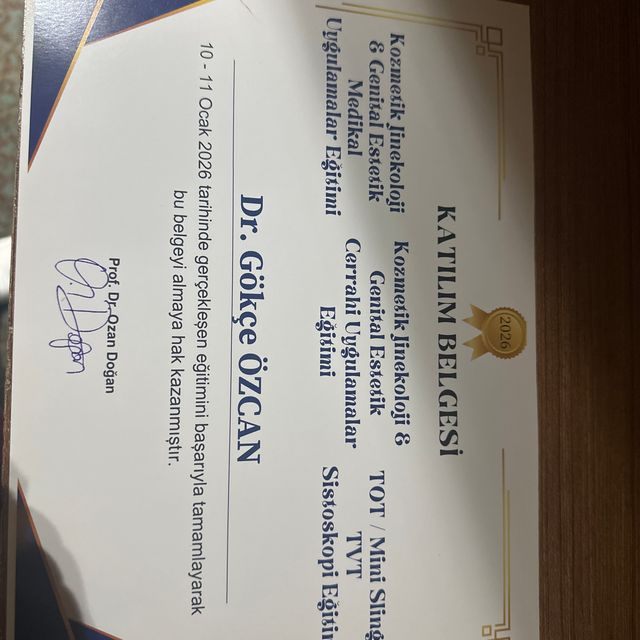 2026
KATILIM BELGESİ
Kozmetik Jinekoloji
& Genital Estetik
Medikal
Uygulamalar Eğitimi
Kozmetik Jinekoloji &
Genital Estetik
Cerrahi Uygulamalar
Eğitimi
TOT / Mini Sling
TVT
Sistoskopi Eğitim
Dr. Gökçe ÖZCAN
10 - 11 Ocak 2026 tarihinde gerçekleşen eğitimini başarıyla tamamlayarak
bu belgeyi almaya hak kazanmıştır.
Prof. Dr. Ozan Doğan
O. Doğan